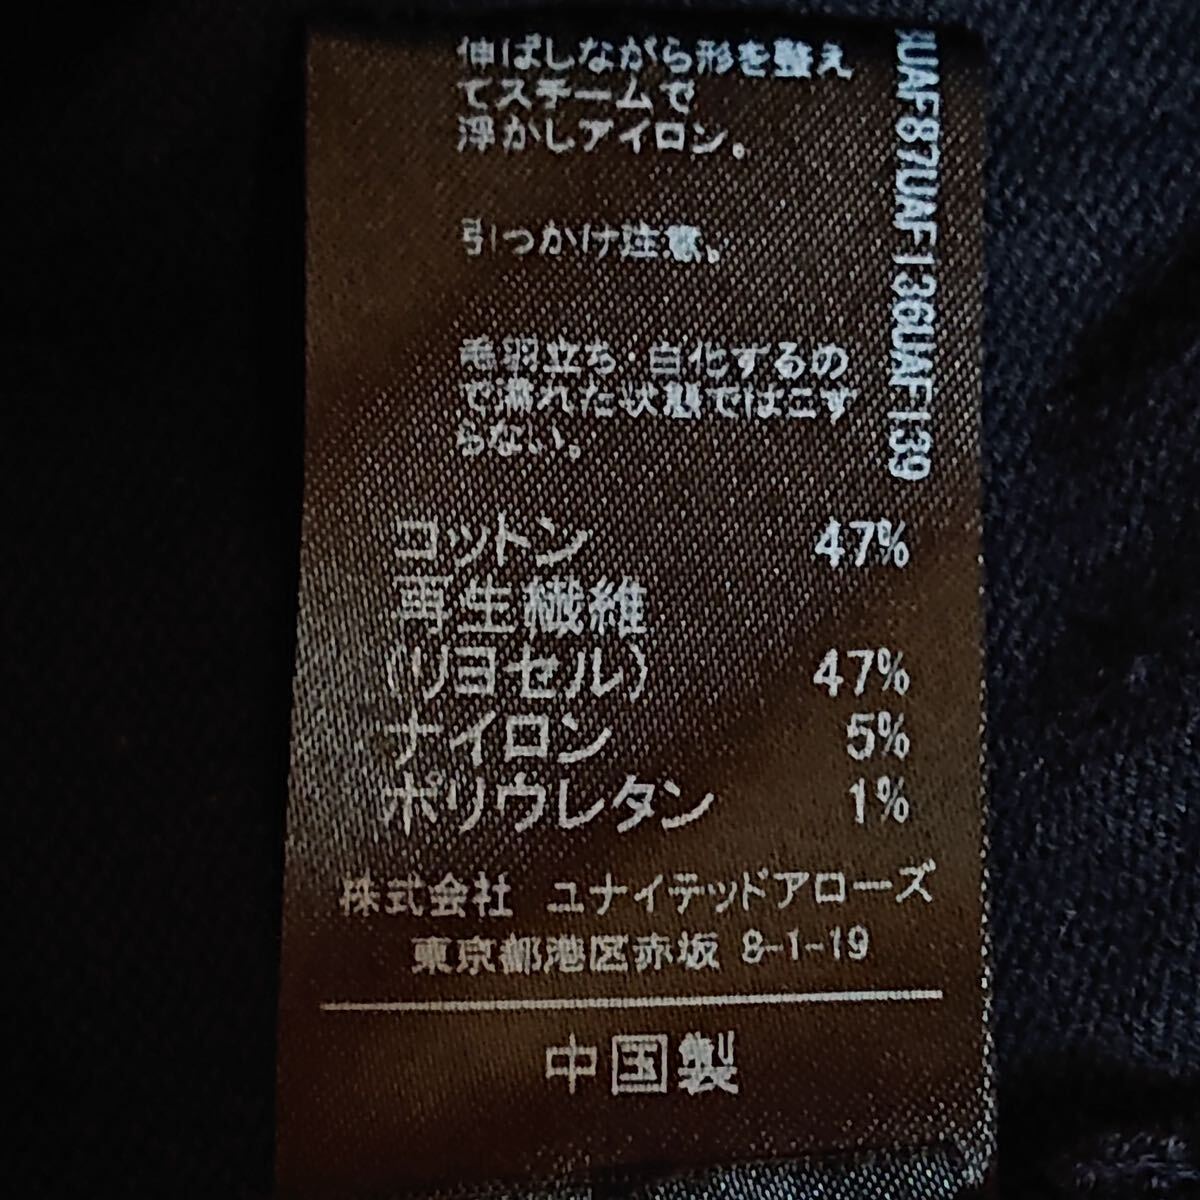 伸ばしながら形を整え
てスチームで
浮かしアイロン。
引っかけ注意。
毛羽立ち・白化するの
で濡れた状態ではこす
らない。
コットン 47%
再生繊維
(リヨセル) 47%
ナイロン 5%
ポリウレタン 1%
株式会社 ユナイテッドアローズ
東京都港区赤坂 8-1-19
中国製
UAF87UAF136UAF139